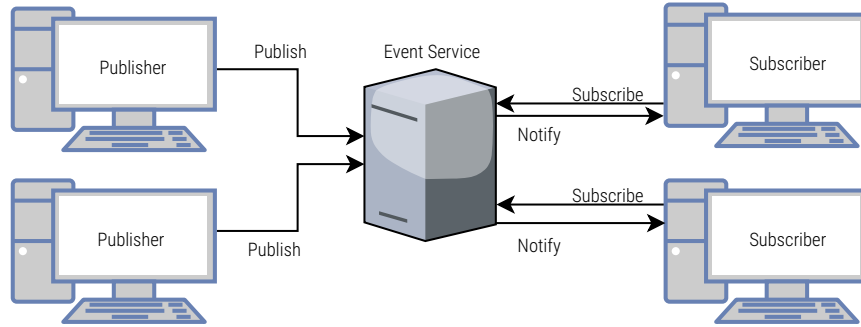 Publisher
Publish
Event Service
Subscriber
Subscribe
Notify
Publisher
Publish
Subscribe
Notify
Subscriber